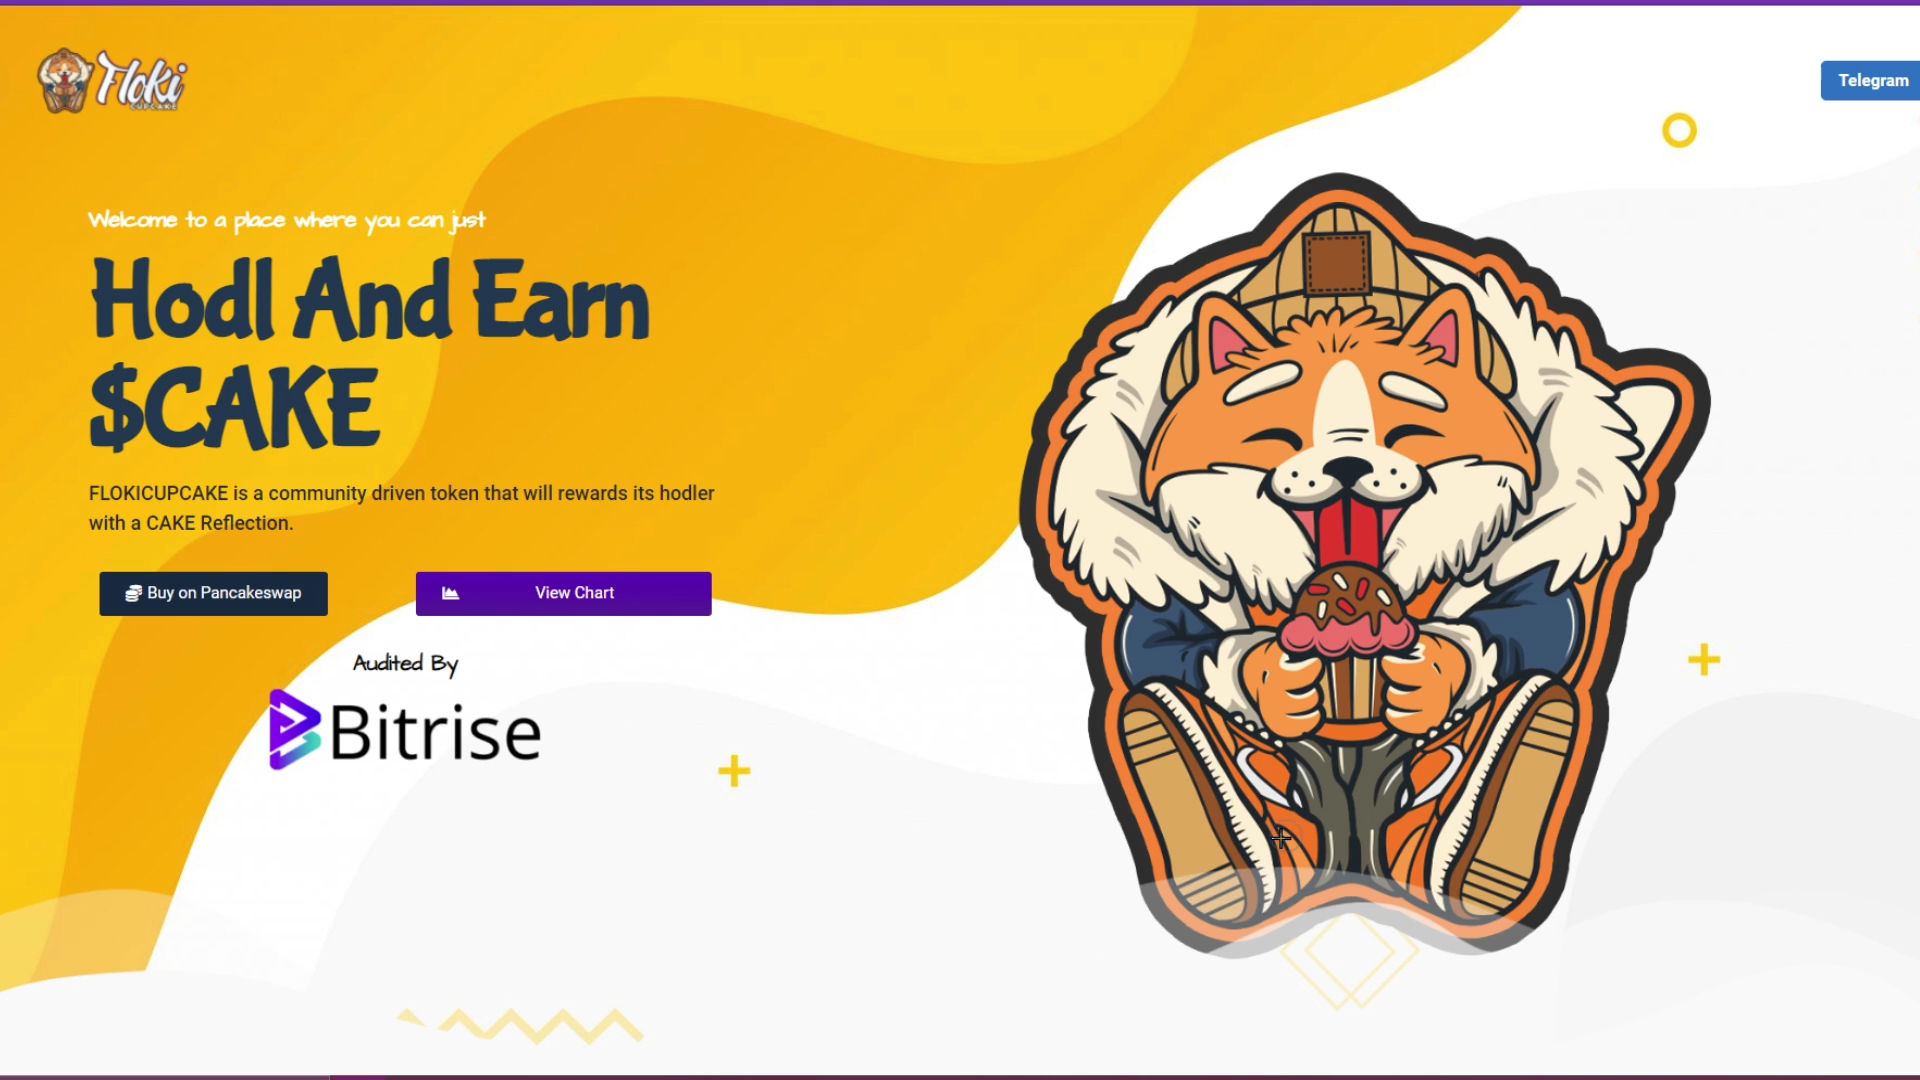 Floki
CUPCAKE
Telegram
Welcome to a place where you can just
Hodl And Earn
$CAKE
FLOKICUPCAKE is a community driven token that will rewards its hodler
with a CAKE Reflection.
Buy on Pancakeswap
View Chart
Audited By
Bitrise